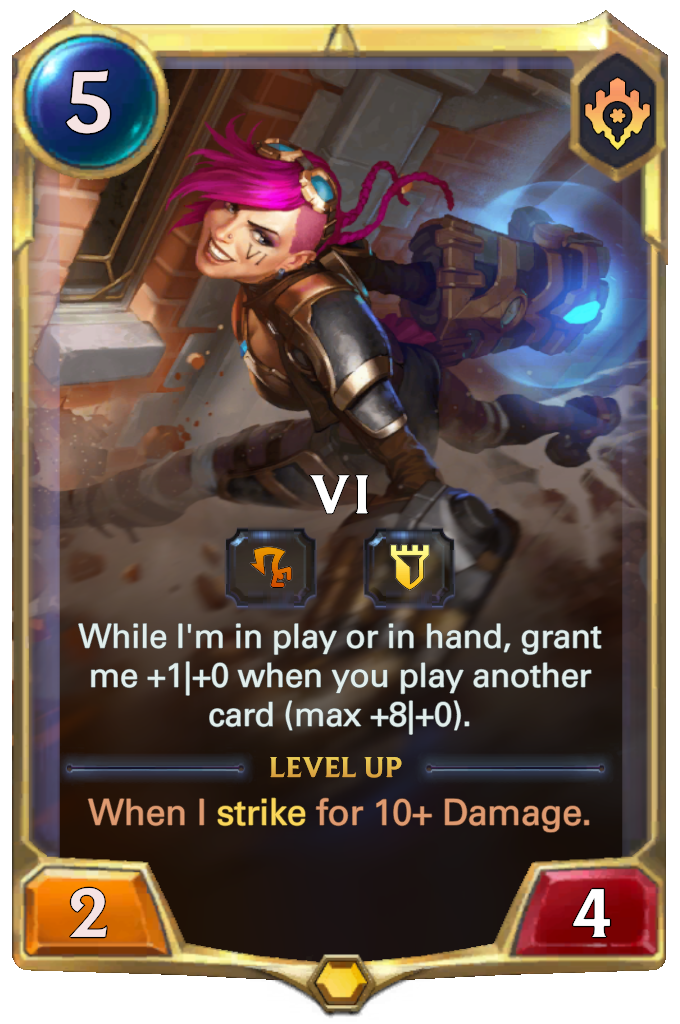 5
VI
VI
While I'm in play or in hand, grant
me +1|+0 when you play another
card (max +8|+0).
LEVEL UP
When I strike for 10+ Damage.
2
4